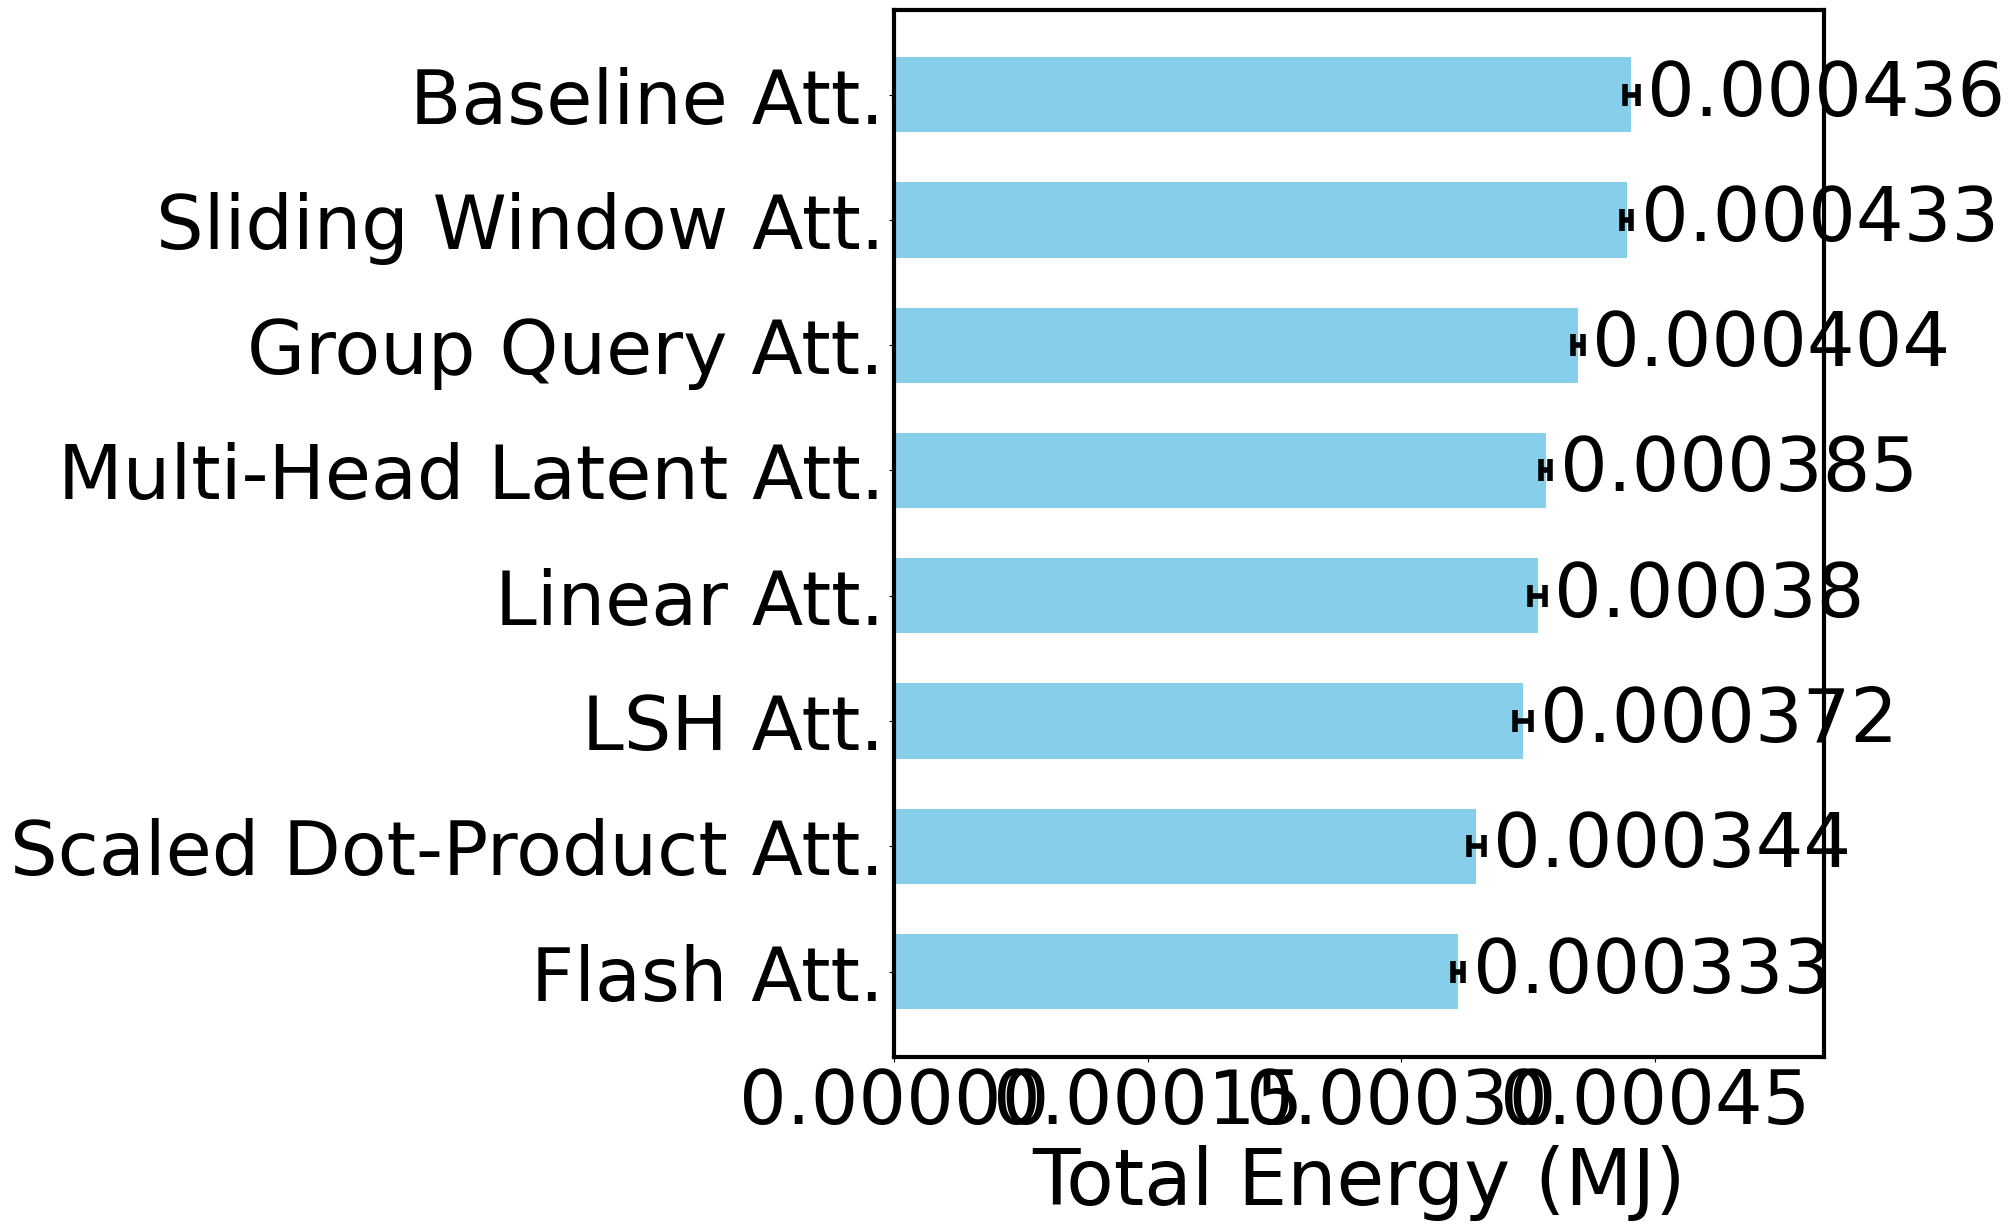 Baseline Att. 0.000436
Sliding Window Att. 0.000433
Group Query Att. 0.000404
Multi-Head Latent Att. 0.000385
Linear Att. 0.00038
LSH Att. 0.000372
Scaled Dot-Product Att. 0.000344
Flash Att. 0.000333
0.00000 0.00015 0.00030 0.00045
Total Energy (MJ)